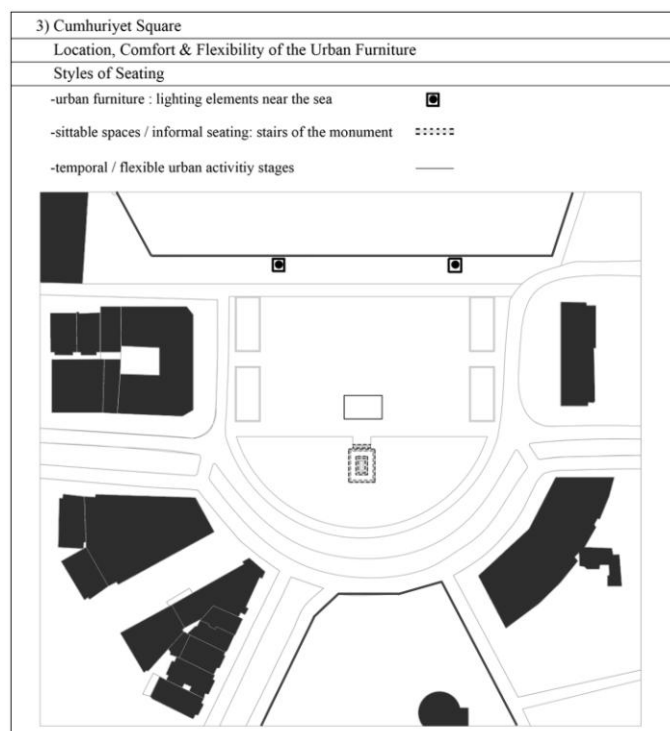 3) Cumhuriyet Square
Location, Comfort & Flexibility of the Urban Furniture
Styles of Seating
-urban furniture : lighting elements near the sea
-sittable spaces / informal seating: stairs of the monument
-temporal / flexible urban activitiy stages